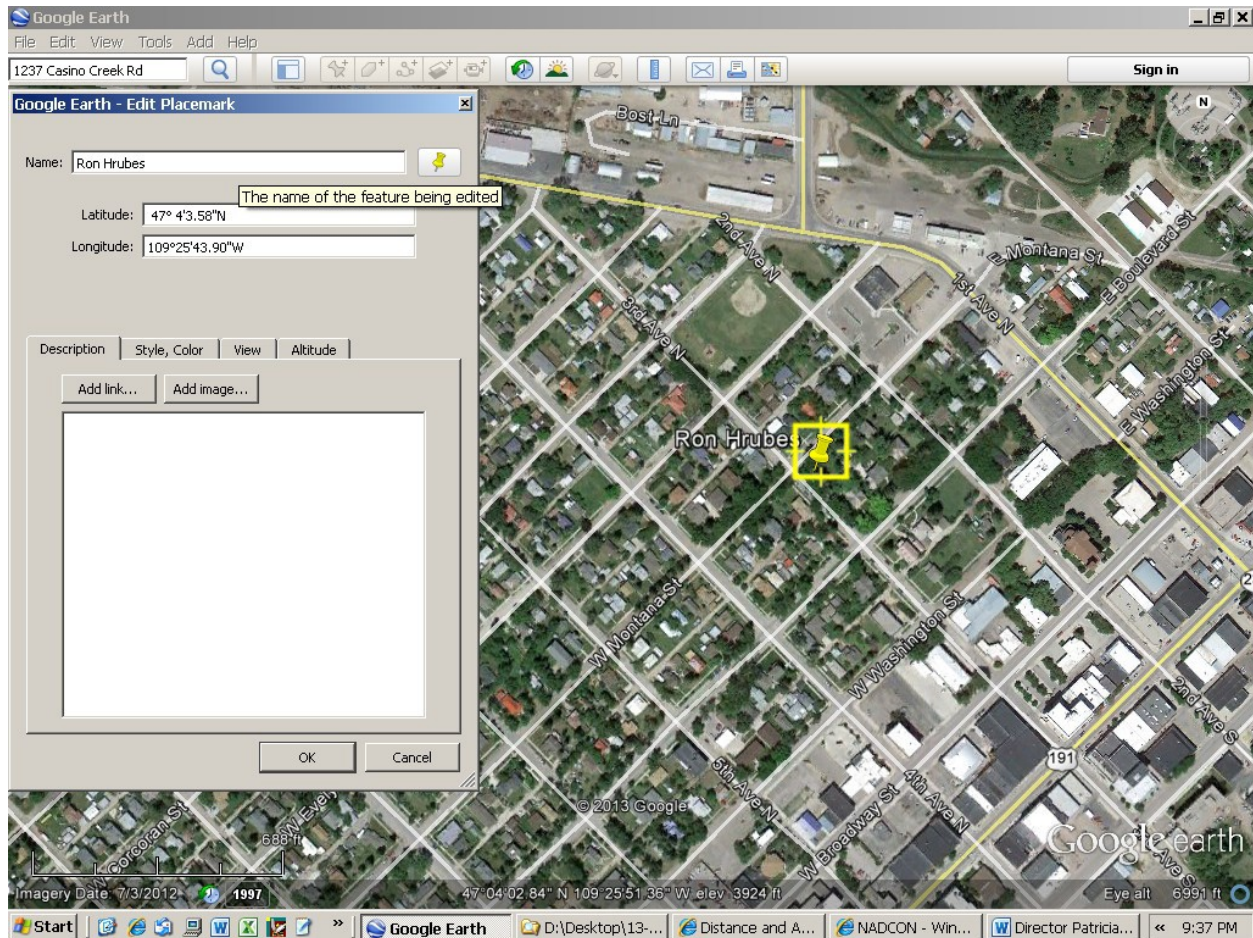 Google Earth
File Edit View Tools Add Help
1237 Casino Creek Rd
Sign in
Google Earth - Edit Placemark
Name: Ron Hrubes
The name of the feature being edited
Latitude: 47° 4'3.58"N
Longitude: 109°25'43.90"W
Description Style, Color View Altitude
Add link... Add image...
OK Cancel
N
Bost Ln
2nd Ave N
E Montana St
E Boulevard St
1st Ave N
3rd Ave N
E Washington St
Ron Hrubes
W Montana St
W Washington St
2nd Ave S
191
5th Ave N
4th Ave N
W Broadway St
© 2013 Google
Google earth
W Corcoran St
688 ft
Imagery Date: 7/3/2012 1997 47°04'02.84" N 109°25'51.36" W elev 3924 ft Eye alt 6991 ft
Start » Google Earth D:\Desktop\13-... Distance and A... NADCON - Win... Director Patricia... « 9:37 PM